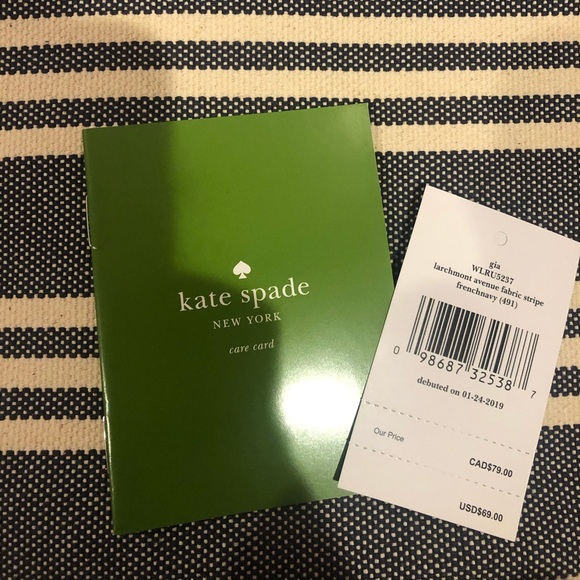 kate spade
NEW YORK
care card
gia
WLRU5237
larchmont avenue fabric stripe
frenchnavy (491)
0 98687 32538 7
debuted on 01-24-2019
Our Price
CAD$79.00
USD$69.00